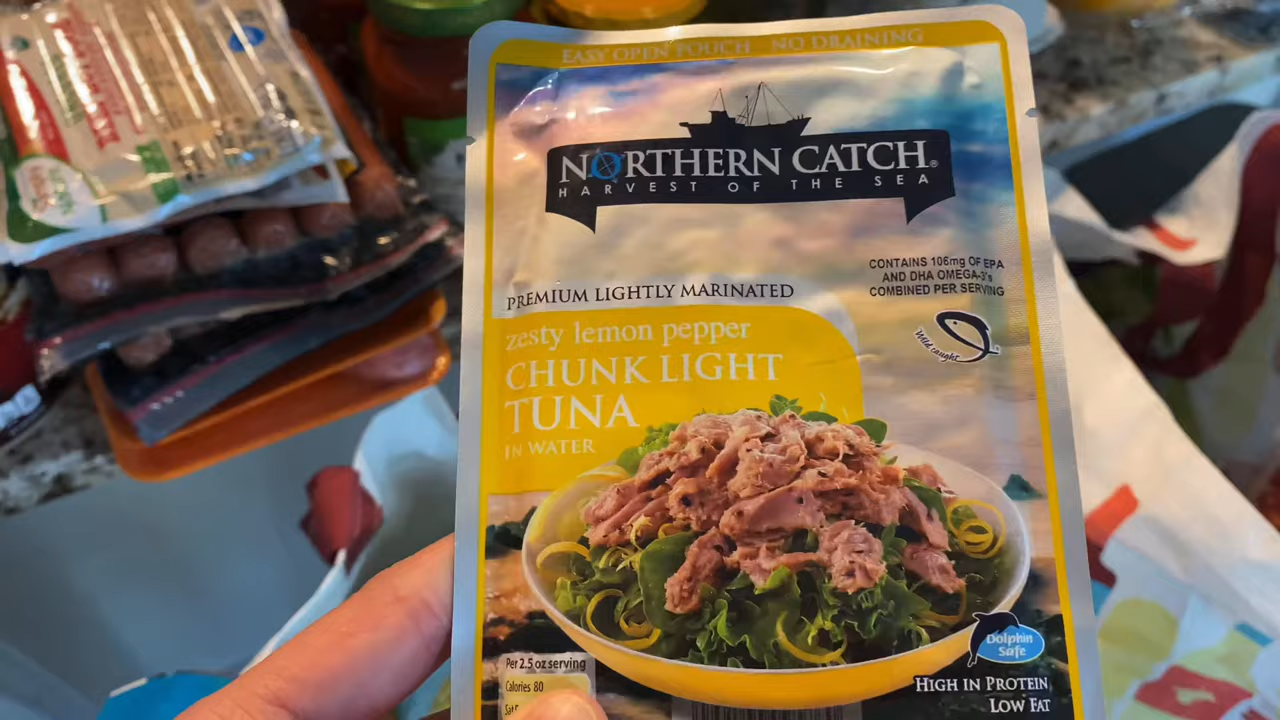 EASY OPEN POUCH NO DRAINING
NORTHERN CATCH®
HARVEST OF THE SEA
CONTAINS 106mg OF EPA
AND DHA OMEGA-3's
COMBINED PER SERVING
Wild caught
PREMIUM LIGHTLY MARINATED
zesty lemon pepper
CHUNK LIGHT
TUNA
IN WATER
Dolphin
Safe
Per 2.5 oz serving
Calories 80
HIGH IN PROTEIN
LOW FAT